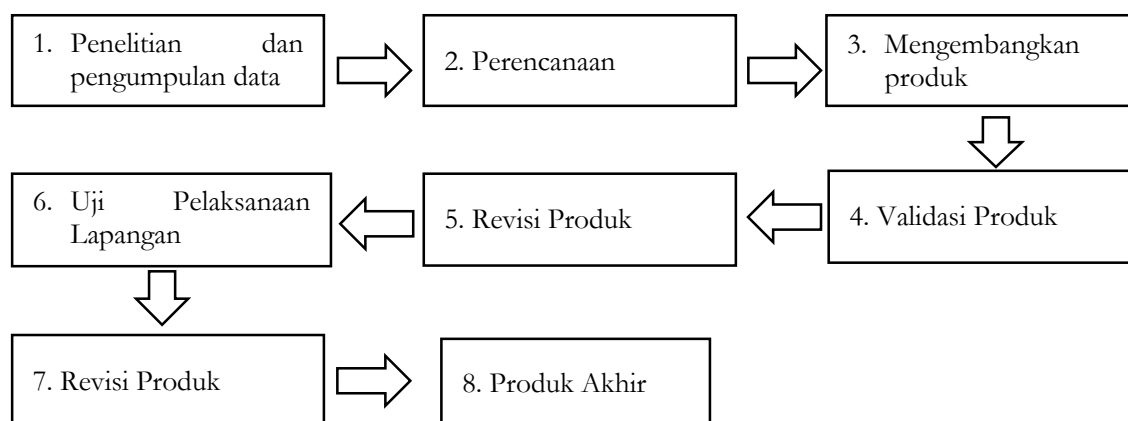 1. Penelitian dan
pengumpulan data
2. Perencanaan
3. Mengembangkan
produk
4. Validasi Produk
5. Revisi Produk
6. Uji Pelaksanaan
Lapangan
7. Revisi Produk
8. Produk Akhir